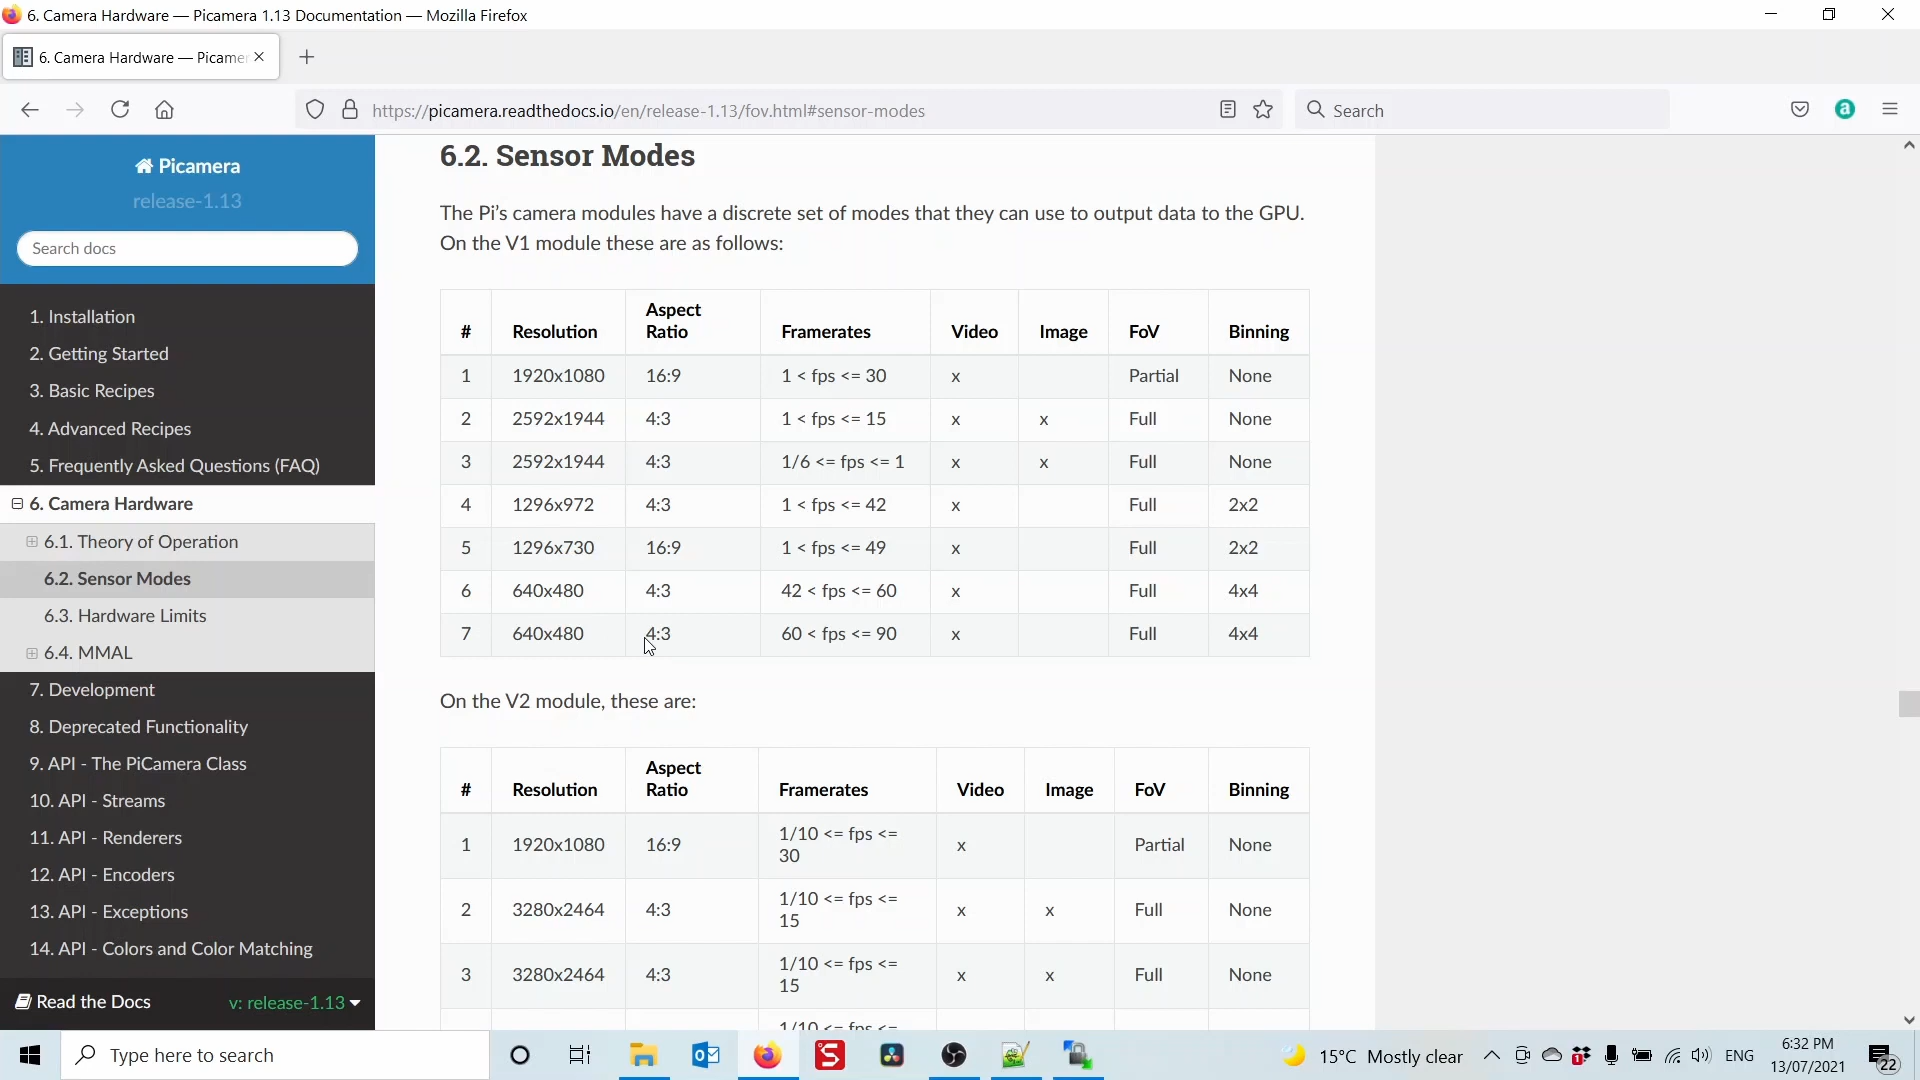 6. Camera Hardware — Picamera 1.13 Documentation — Mozilla Firefox
6. Camera Hardware — Picamer
https://picamera.readthedocs.io/en/release-1.13/fov.html#sensor-modes
Search
Picamera
release-1.13
Search docs
1. Installation
2. Getting Started
3. Basic Recipes
4. Advanced Recipes
5. Frequently Asked Questions (FAQ)
6. Camera Hardware
6.1. Theory of Operation
6.2. Sensor Modes
6.3. Hardware Limits
6.4. MMAL
7. Development
8. Deprecated Functionality
9. API - The PiCamera Class
10. API - Streams
11. API - Renderers
12. API - Encoders
13. API - Exceptions
14. API - Colors and Color Matching
Read the Docs v: release-1.13
6.2. Sensor Modes
The Pi’s camera modules have a discrete set of modes that they can use to output data to the GPU.
On the V1 module these are as follows:
# Resolution Aspect Ratio Framerates Video Image FoV Binning
1 1920x1080 16:9 1 < fps <= 30 x Partial None
2 2592x1944 4:3 1 < fps <= 15 x x Full None
3 2592x1944 4:3 1/6 <= fps <= 1 x x Full None
4 1296x972 4:3 1 < fps <= 42 x Full 2x2
5 1296x730 16:9 1 < fps <= 49 x Full 2x2
6 640x480 4:3 42 < fps <= 60 x Full 4x4
7 640x480 4:3 60 < fps <= 90 x Full 4x4
On the V2 module, these are:
# Resolution Aspect Ratio Framerates Video Image FoV Binning
1 1920x1080 16:9 1/10 <= fps <= 30 x Partial None
2 3280x2464 4:3 1/10 <= fps <= 15 x x Full None
3 3280x2464 4:3 1/10 <= fps <= 15 x x Full None
1/10 <= fps <=
Type here to search
15°C Mostly clear
ENG
6:32 PM
13/07/2021
22